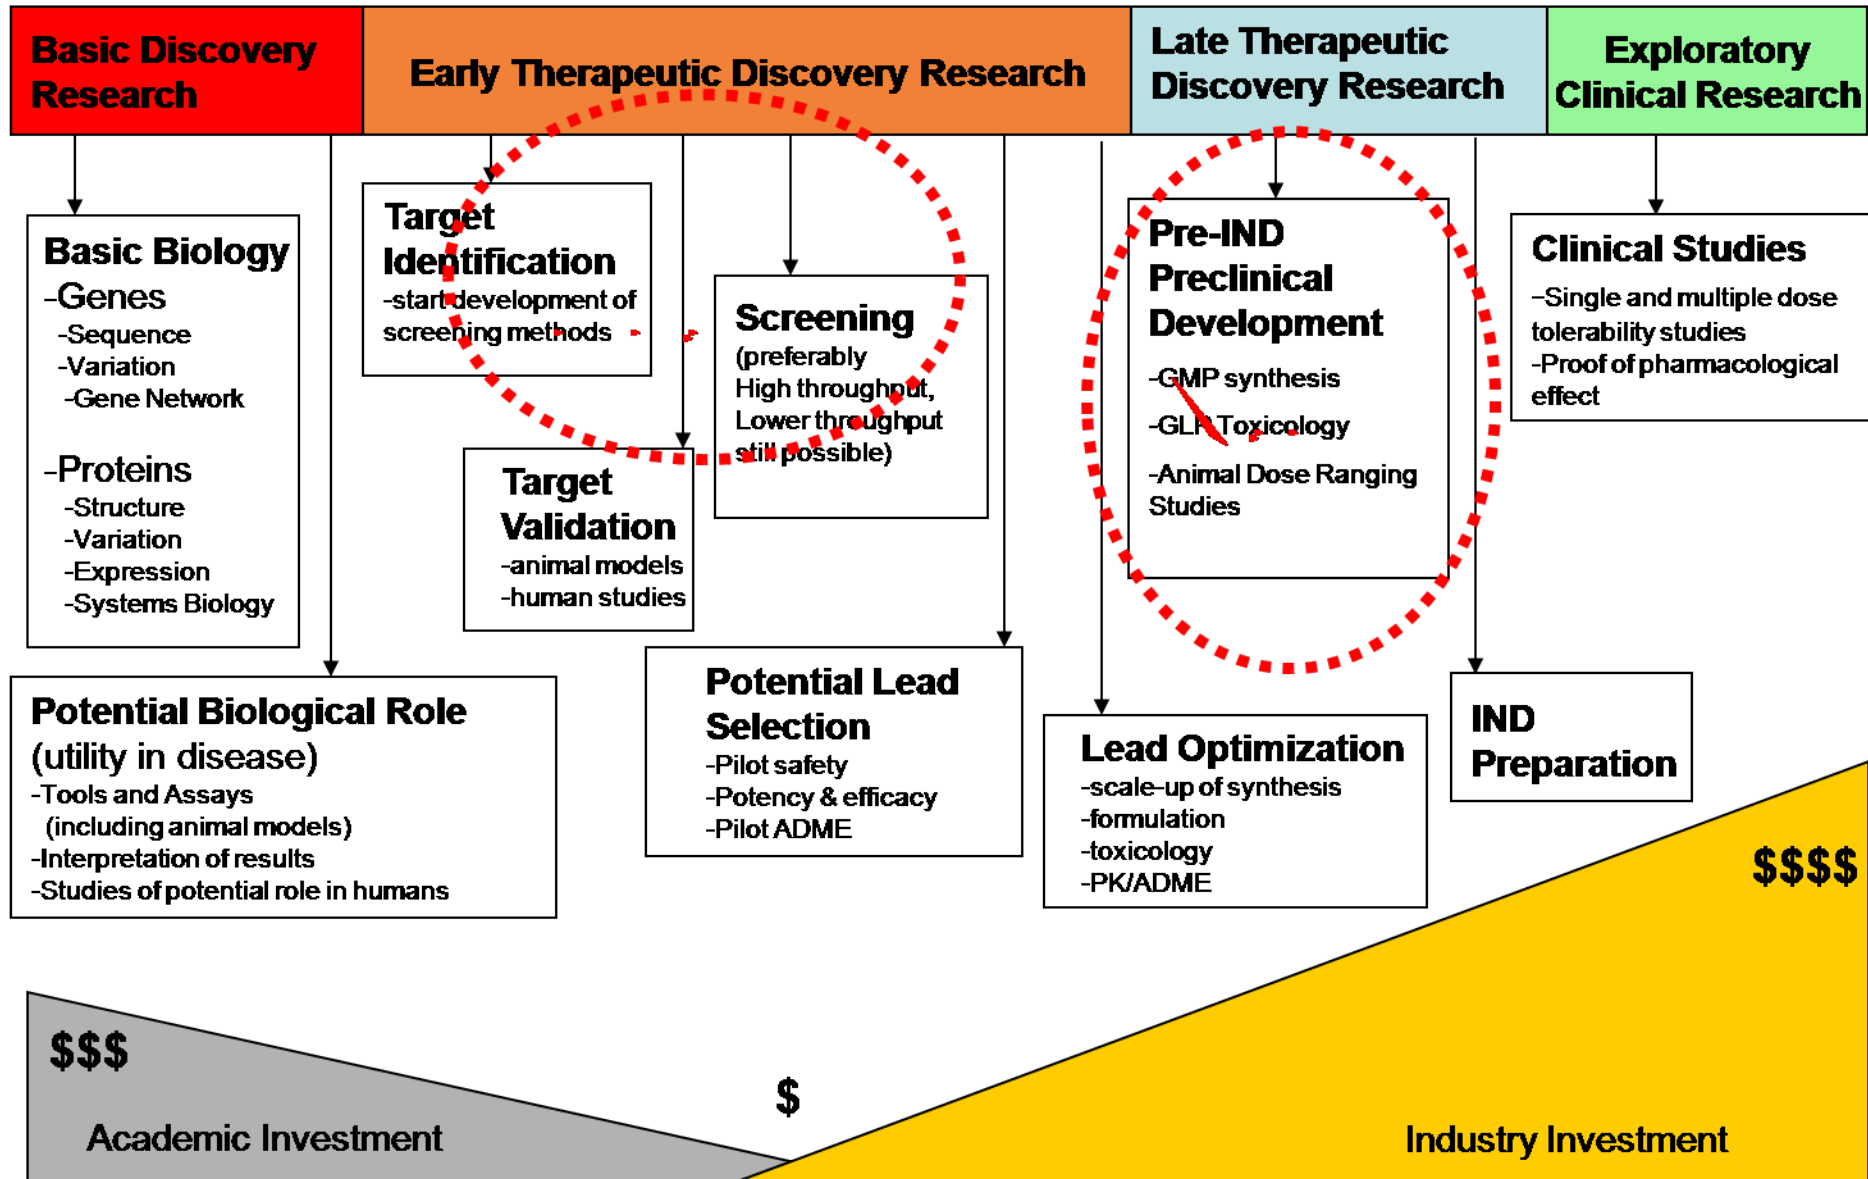 Basic Discovery
Research
Early Therapeutic Discovery Research
Late Therapeutic
Discovery Research
Exploratory
Clinical Research
Basic Biology
-Genes
-Sequence
-Variation
-Gene Network
-Proteins
-Structure
-Variation
-Expression
-Systems Biology
Potential Biological Role
(utility in disease)
-Tools and Assays
(including animal models)
-Interpretation of results
-Studies of potential role in humans
Target
Identification
-start development of
screening methods
Target
Validation
-animal models
-human studies
Screening
(preferably
High throughput,
Lower throughput
still possible)
Potential Lead
Selection
-Pilot safety
-Potency & efficacy
-Pilot ADME
Lead Optimization
-scale-up of synthesis
-formulation
-toxicology
-PK/ADME
Pre-IND
Preclinical
Development
-GMP synthesis
-GLP Toxicology
-Animal Dose Ranging
Studies
IND
Preparation
Clinical Studies
-Single and multiple dose
tolerability studies
-Proof of pharmacological
effect
$$$
Academic Investment
$
$$$$
Industry Investment